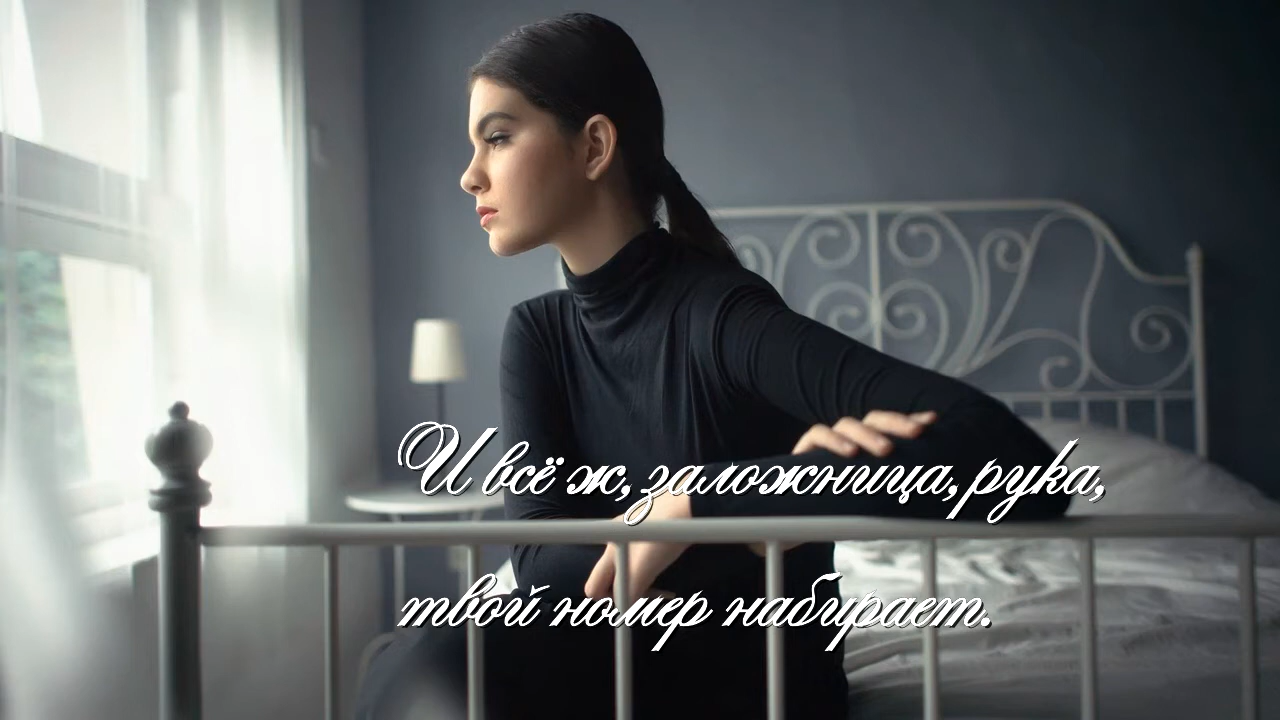 И всё ж, заложница, рука,
твой номер набирает.